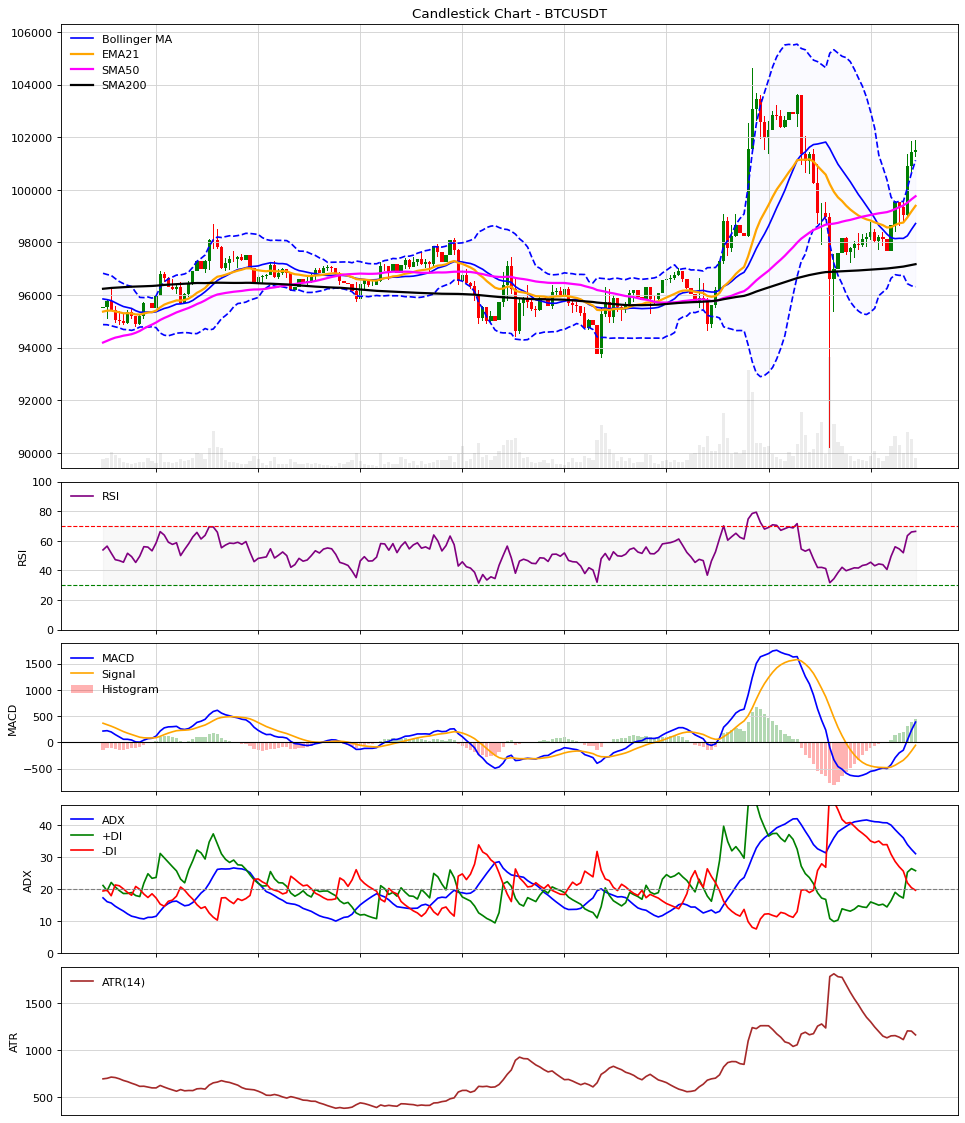 Candlestick Chart - BTCUSDT
106000
104000
102000
100000
98000
96000
94000
92000
90000
Bollinger MA
EMA21
SMA50
SMA200
100
80
60
40
20
0
RSI
RSI
1500
1000
500
0
−500
MACD
MACD
Signal
Histogram
40
30
20
10
0
ADX
ADX
+DI
-DI
1500
1000
500
ATR
ATR(14)